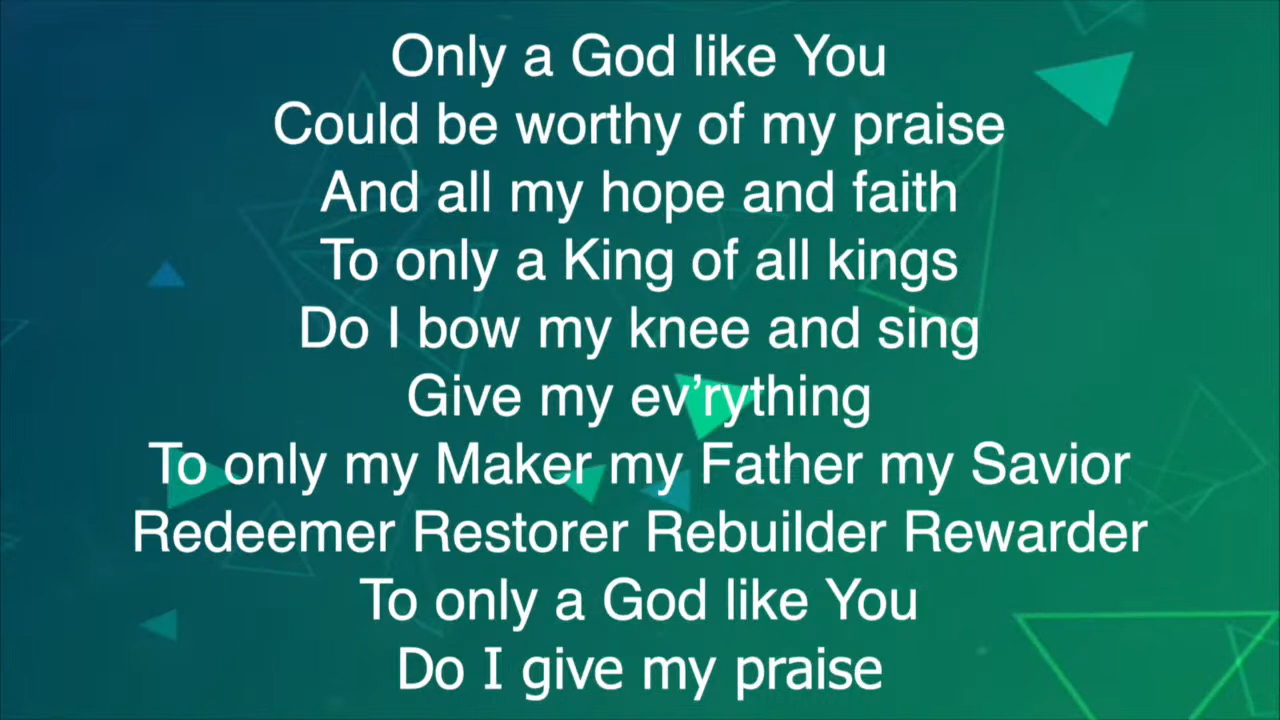 Only a God like You
Could be worthy of my praise
And all my hope and faith
To only a King of all kings
Do I bow my knee and sing
Give my ev’rything
To only my Maker my Father my Savior
Redeemer Restorer Rebuilder Rewarder
To only a God like You
Do I give my praise